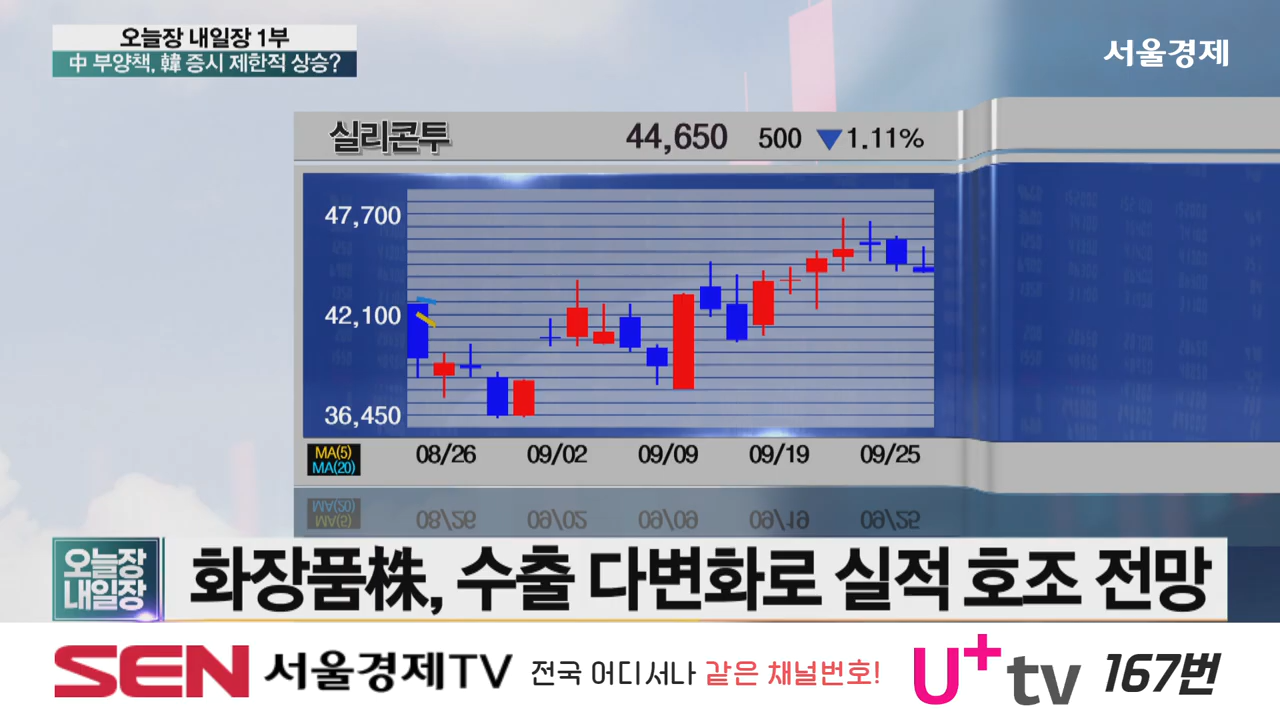 오늘장 내일장 1부
中 부양책, 韓 증시 제한적 상승?
서울경제
실리콘투 44,650 500 ▼1.11%
47,700
42,100
36,450
MA(5)
MA(20)
08/26 09/02 09/09 09/19 09/25
오늘장
내일장
화장품株, 수출 다변화로 실적 호조 전망
SEN 서울경제TV 전국 어디서나 같은 채널번호! U+tv 167번